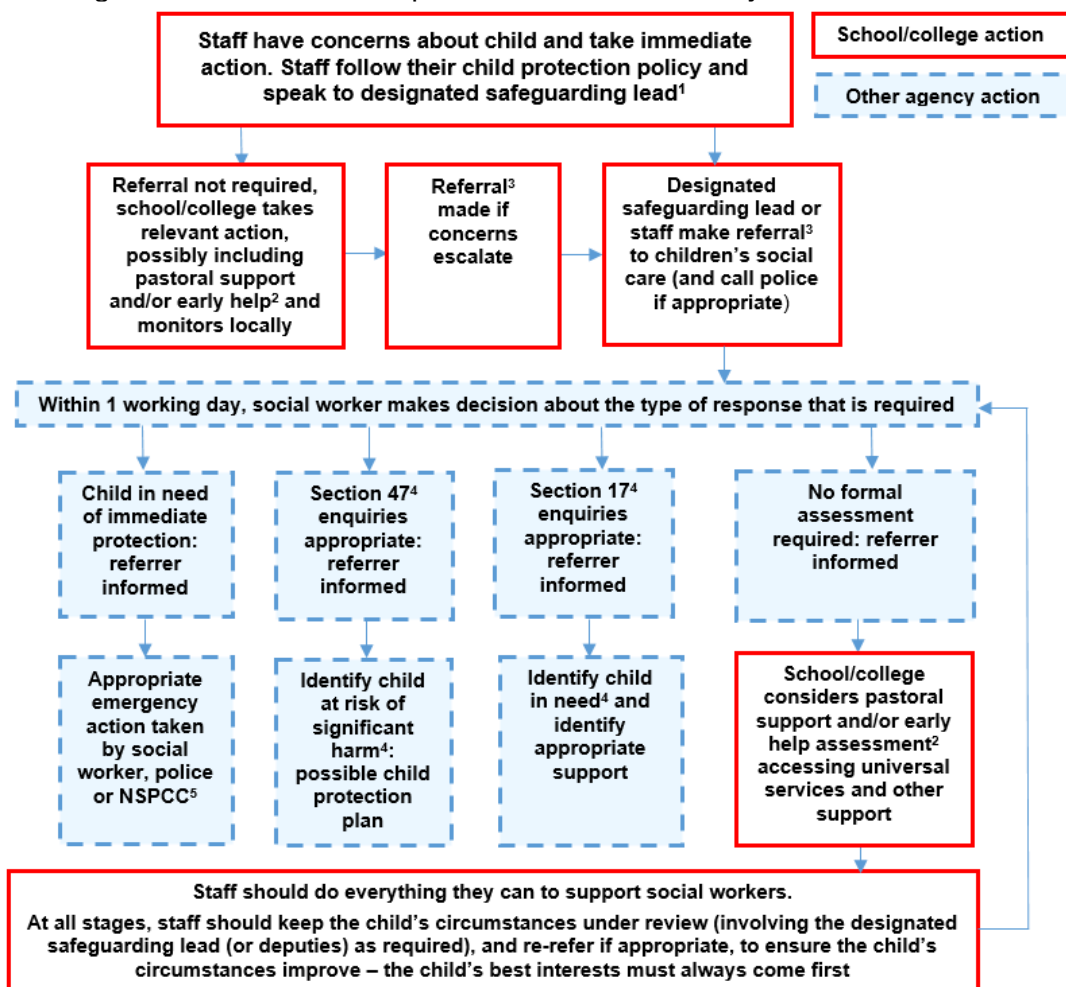 Staff have concerns about child and take immediate
action. Staff follow their child protection policy and
speak to designated safeguarding lead¹
School/college action
Other agency action
Referral not required,
school/college takes
relevant action,
possibly including
pastoral support
and/or early help² and
monitors locally
Referral³
made if
concerns
escalate
Designated
safeguarding lead or
staff make referral³
to children's social
care (and call police
if appropriate)
Within 1 working day, social worker makes decision about the type of response that is required
Child in need
of immediate
protection:
referrer
informed
Section 47⁴
enquiries
appropriate:
referrer
informed
Section 17⁴
enquiries
appropriate:
referrer
informed
No formal
assessment
required: referrer
informed
Appropriate
emergency
action taken
by social
worker, police
or NSPCC⁵
Identify child
at risk of
significant
harm⁴:
possible child
protection
plan
Identify child
in need⁴ and
identify
appropriate
support
School/college
considers pastoral
support and/or early
help assessment²
accessing universal
services and other
support
Staff should do everything they can to support social workers.
At all stages, staff should keep the child's circumstances under review (involving the designated
safeguarding lead (or deputies) as required), and re-refer if appropriate, to ensure the child's
circumstances improve – the child's best interests must always come first